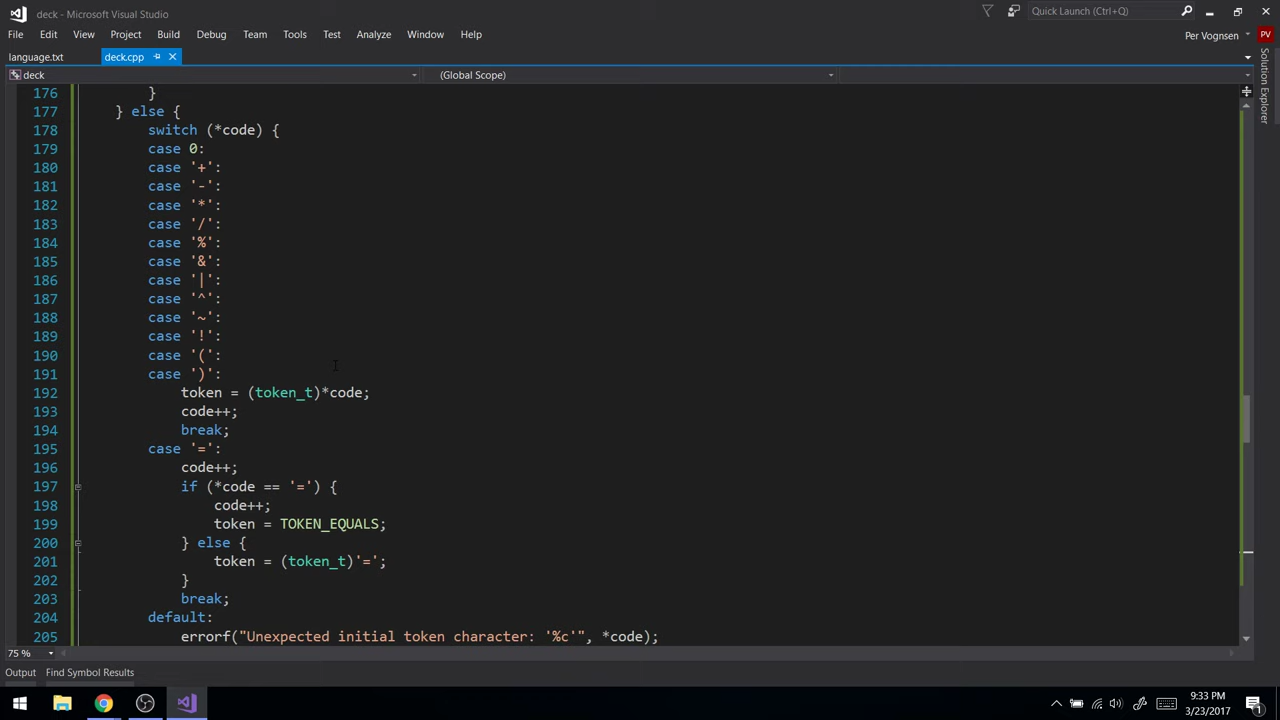 deck - Microsoft Visual Studio
Quick Launch (Ctrl+Q)
File Edit View Project Build Debug Team Tools Test Analyze Window Help
Per Vognsen PV
language.txt deck.cpp
deck (Global Scope)
Solution Explorer
176 }
177 } else {
178 switch (*code) {
179 case 0:
180 case '+':
181 case '-':
182 case '*':
183 case '/':
184 case '%':
185 case '&':
186 case '|':
187 case '^':
188 case '~':
189 case '!':
190 case '(':
191 case ')':
192 token = (token_t)*code;
193 code++;
194 break;
195 case '=':
196 code++;
197 if (*code == '=') {
198 code++;
199 token = TOKEN_EQUALS;
200 } else {
201 token = (token_t)'=';
202 }
203 break;
204 default:
205 errorf("Unexpected initial token character: '%c'", *code);
75 %
Output Find Symbol Results
9:33 PM
3/23/2017
1